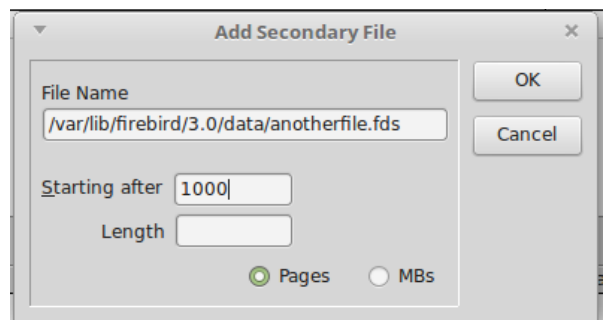 Add Secondary File
File Name
/var/lib/firebird/3.0/data/anotherfile.fds
Starting after 1000
Length
Pages MBs
OK
Cancel